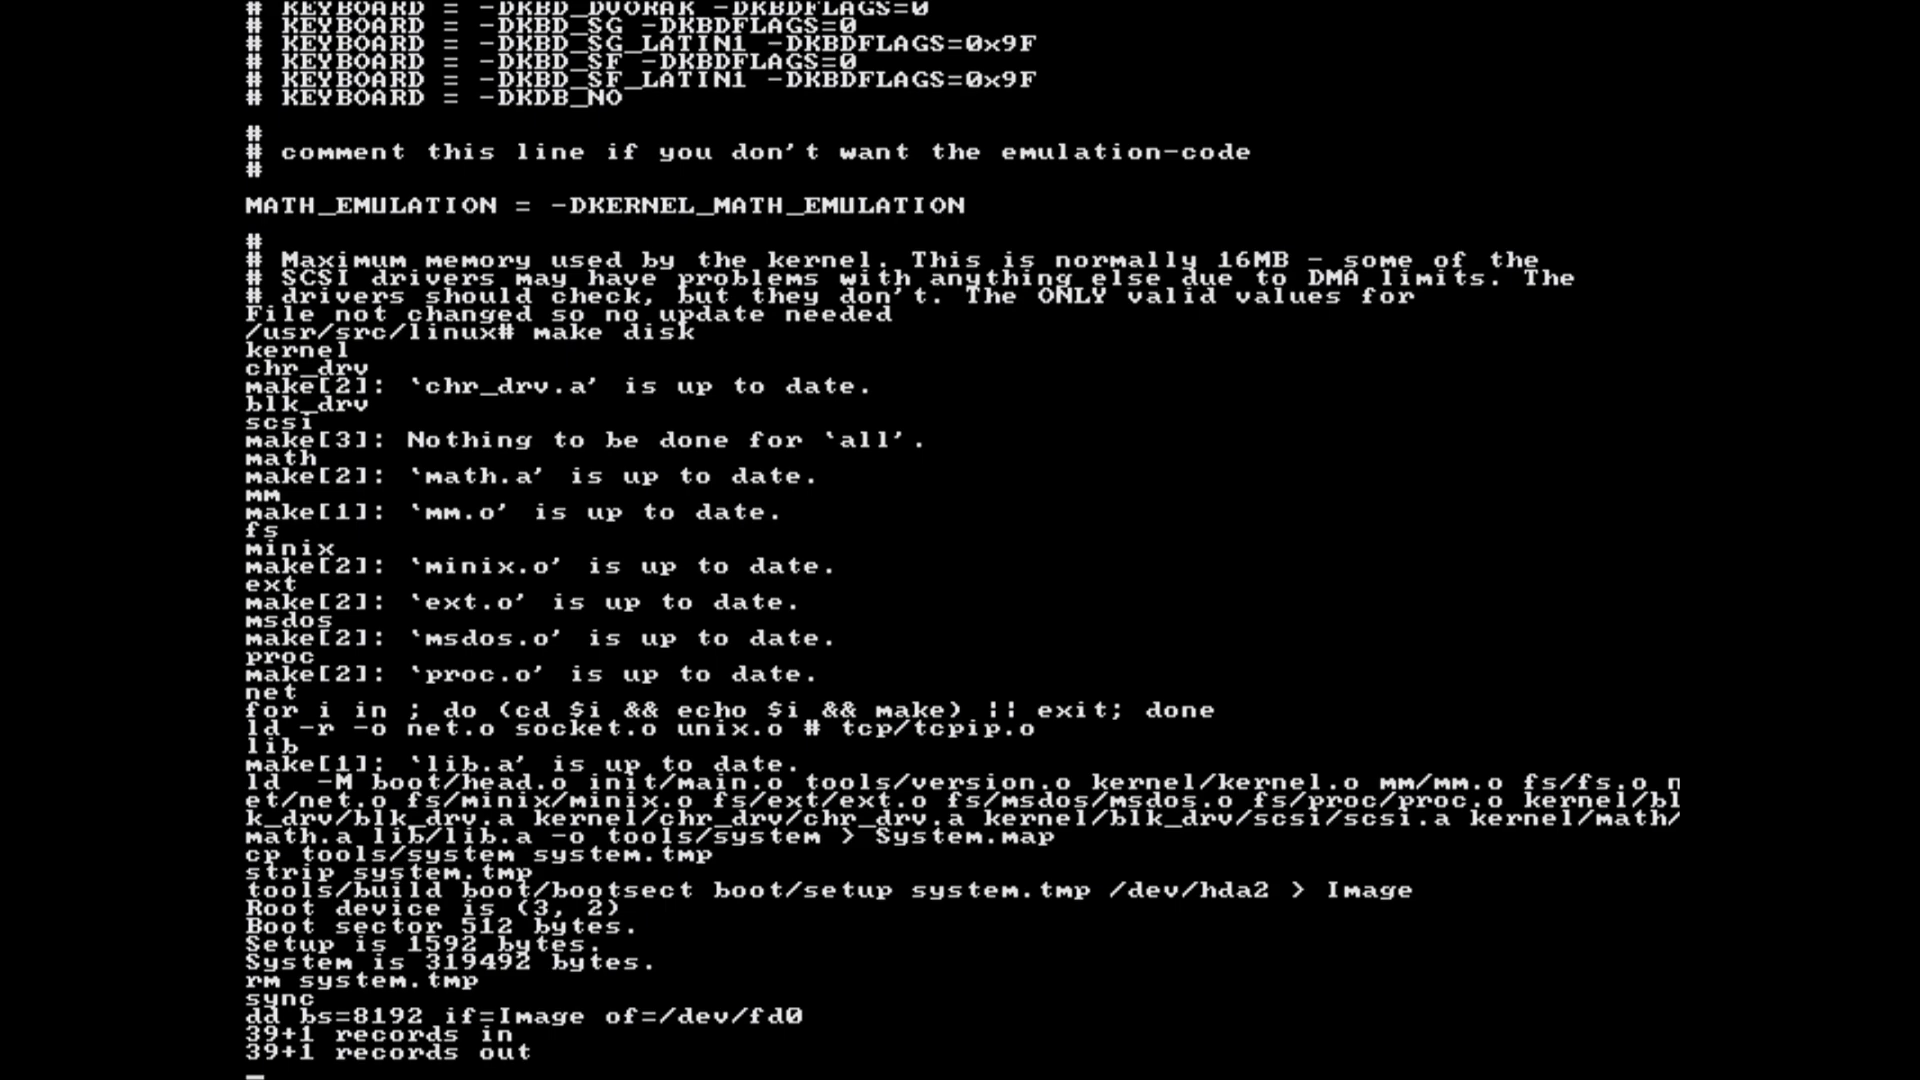 # KEYBOARD = -DKBD_DVORAK -DKBDFLAGS=0
# KEYBOARD = -DKBD_SG -DKBDFLAGS=0
# KEYBOARD = -DKBD_SG_LATIN1 -DKBDFLAGS=0x9F
# KEYBOARD = -DKBD_SF -DKBDFLAGS=0
# KEYBOARD = -DKBD_SF_LATIN1 -DKBDFLAGS=0x9F
# KEYBOARD = -DKDB_NO
#
# comment this line if you don't want the emulation-code
#
MATH_EMULATION = -DKERNEL_MATH_EMULATION
#
# Maximum memory used by the kernel. This is normally 16MB - some of the
# SCSI drivers may have problems with anything else due to DMA limits. The
# drivers should check, but they don't. The ONLY valid values for
File not changed so no update needed
/usr/src/linux# make disk
kernel
chr_drv
make[2]: `chr_drv.a' is up to date.
blk_drv
scsi
make[3]: Nothing to be done for `all'.
math
make[2]: `math.a' is up to date.
mm
make[1]: `mm.o' is up to date.
fs
minix
make[2]: `minix.o' is up to date.
ext
make[2]: `ext.o' is up to date.
msdos
make[2]: `msdos.o' is up to date.
proc
make[2]: `proc.o' is up to date.
net
for i in ; do (cd $i && echo $i && make) || exit; done
ld -r -o net.o socket.o unix.o # tcp/tcpip.o
lib
make[1]: `lib.a' is up to date.
ld  -M boot/head.o init/main.o tools/version.o kernel/kernel.o mm/mm.o fs/fs.o n
et/net.o fs/minix/minix.o fs/ext/ext.o fs/msdos/msdos.o fs/proc/proc.o kernel/bl
k_drv/blk_drv.a kernel/chr_drv/chr_drv.a kernel/blk_drv/scsi/scsi.a kernel/math/
math.a lib/lib.a -o tools/system > System.map
cp tools/system system.tmp
strip system.tmp
tools/build boot/bootsect boot/setup system.tmp /dev/hda2 > Image
Root device is (3, 2)
Boot sector 512 bytes.
Setup is 1592 bytes.
System is 319492 bytes.
rm system.tmp
sync
dd bs=8192 if=Image of=/dev/fd0
39+1 records in
39+1 records out